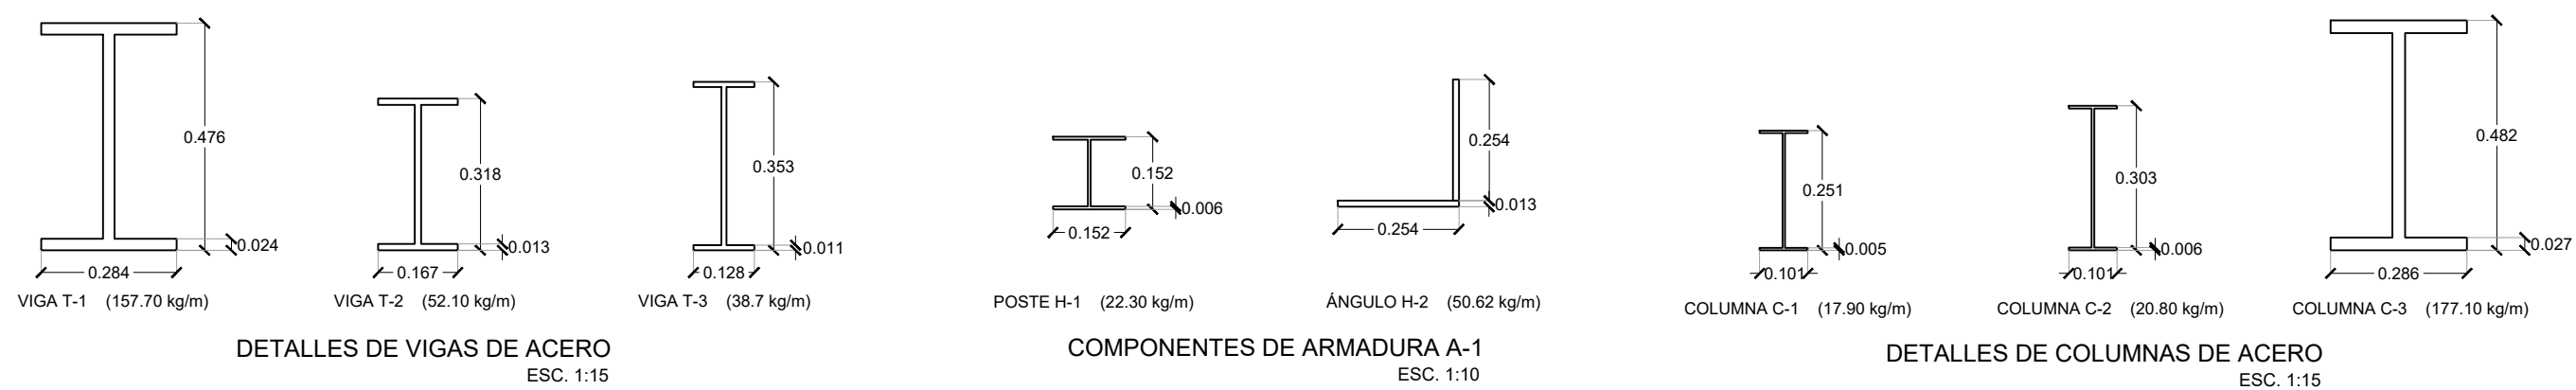 0.476
0.024
0.284
VIGA T-1 (157.70 kg/m)
0.318
0.013
0.167
VIGA T-2 (52.10 kg/m)
0.353
0.011
0.128
VIGA T-3 (38.7 kg/m)
DETALLES DE VIGAS DE ACERO
ESC. 1:15
0.152
0.006
0.152
POSTE H-1 (22.30 kg/m)
0.254
0.013
0.254
ÁNGULO H-2 (50.62 kg/m)
COMPONENTES DE ARMADURA A-1
ESC. 1:10
0.251
0.005
0.101
COLUMNA C-1 (17.90 kg/m)
0.303
0.006
0.101
COLUMNA C-2 (20.80 kg/m)
0.482
0.027
0.286
COLUMNA C-3 (177.10 kg/m)
DETALLES DE COLUMNAS DE ACERO
ESC. 1:15